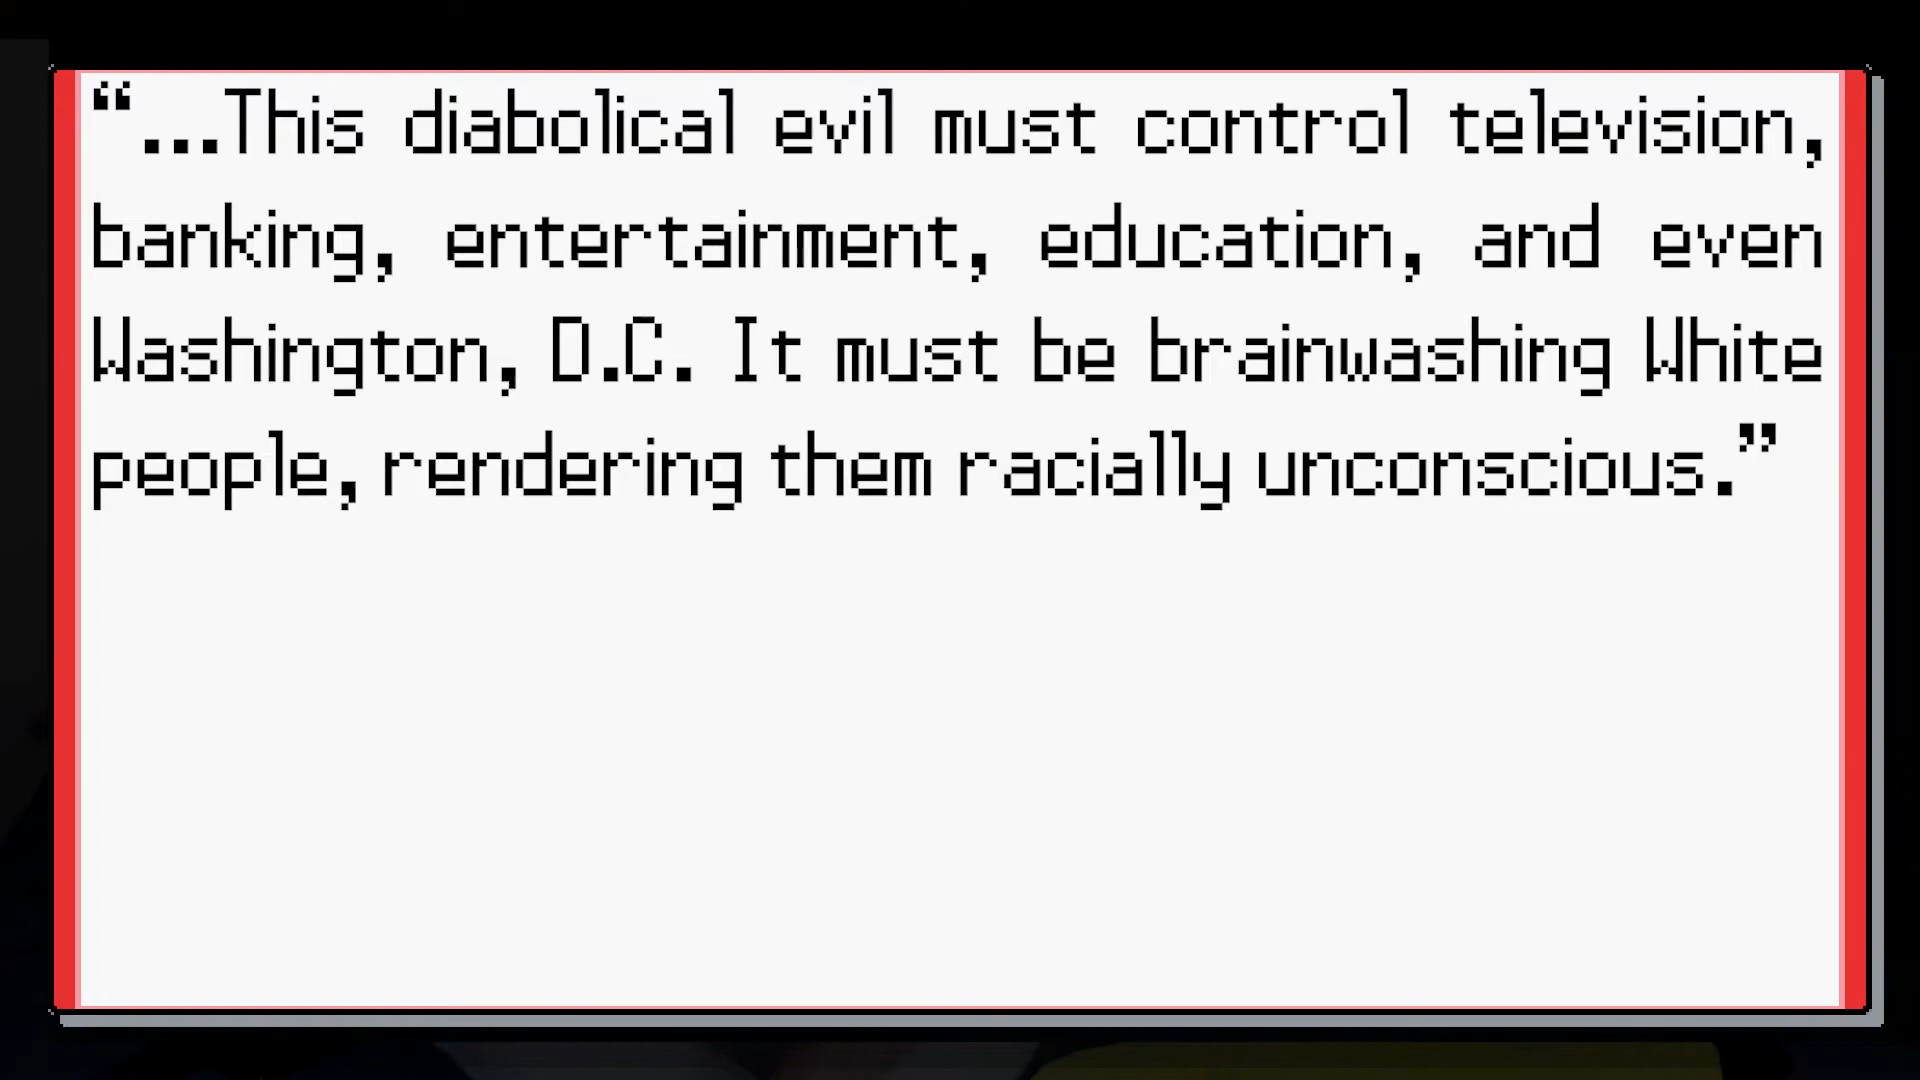 “...This diabolical evil must control television,
banking, entertainment, education, and even
Washington, D.C. It must be brainwashing White
people, rendering them racially unconscious.”